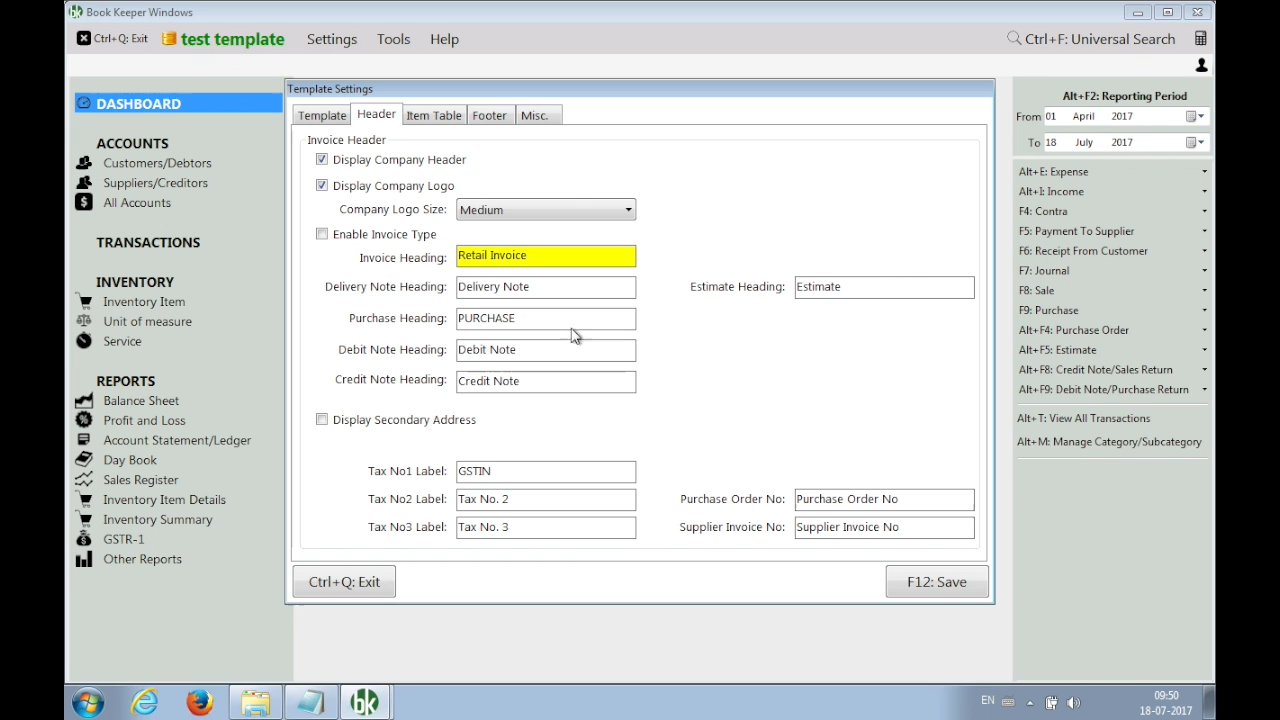 bk Book Keeper Windows
Ctrl+Q: Exit test template Settings Tools Help Ctrl+F: Universal Search
DASHBOARD
ACCOUNTS
Customers/Debtors
Suppliers/Creditors
$ All Accounts
TRANSACTIONS
INVENTORY
Inventory Item
Unit of measure
Service
REPORTS
Balance Sheet
Profit and Loss
Account Statement/Ledger
Day Book
Sales Register
Inventory Item Details
Inventory Summary
GSTR-1
Other Reports
Template Settings
Template Header Item Table Footer Misc.
Invoice Header
Display Company Header
Display Company Logo
Company Logo Size: Medium
Enable Invoice Type
Invoice Heading: Retail Invoice
Delivery Note Heading: Delivery Note Estimate Heading: Estimate
Purchase Heading: PURCHASE
Debit Note Heading: Debit Note
Credit Note Heading: Credit Note
Display Secondary Address
Tax No1 Label: GSTIN
Tax No2 Label: Tax No. 2 Purchase Order No: Purchase Order No
Tax No3 Label: Tax No. 3 Supplier Invoice No: Supplier Invoice No
Ctrl+Q: Exit F12: Save
Alt+F2: Reporting Period
From 01 April 2017
To 18 July 2017
Alt+E: Expense
Alt+I: Income
F4: Contra
F5: Payment To Supplier
F6: Receipt From Customer
F7: Journal
F8: Sale
F9: Purchase
Alt+F4: Purchase Order
Alt+F5: Estimate
Alt+F8: Credit Note/Sales Return
Alt+F9: Debit Note/Purchase Return
Alt+T: View All Transactions
Alt+M: Manage Category/Subcategory
bk EN 09:50
18-07-2017